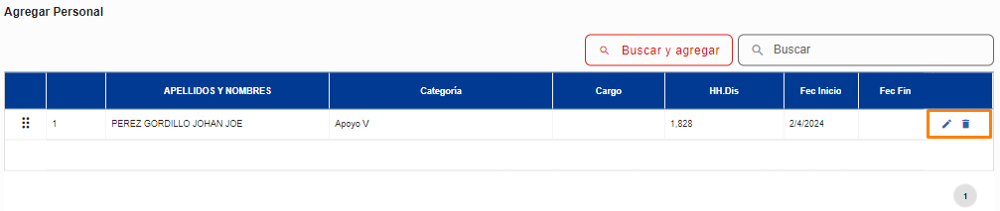 Agregar Personal
Buscar y agregar Buscar
APELLIDOS Y NOMBRES Categoría Cargo HH.Dis Fec Inicio Fec Fin
1 PEREZ GORDILLO JOHAN JOE Apoyo V 1,828 2/4/2024
1